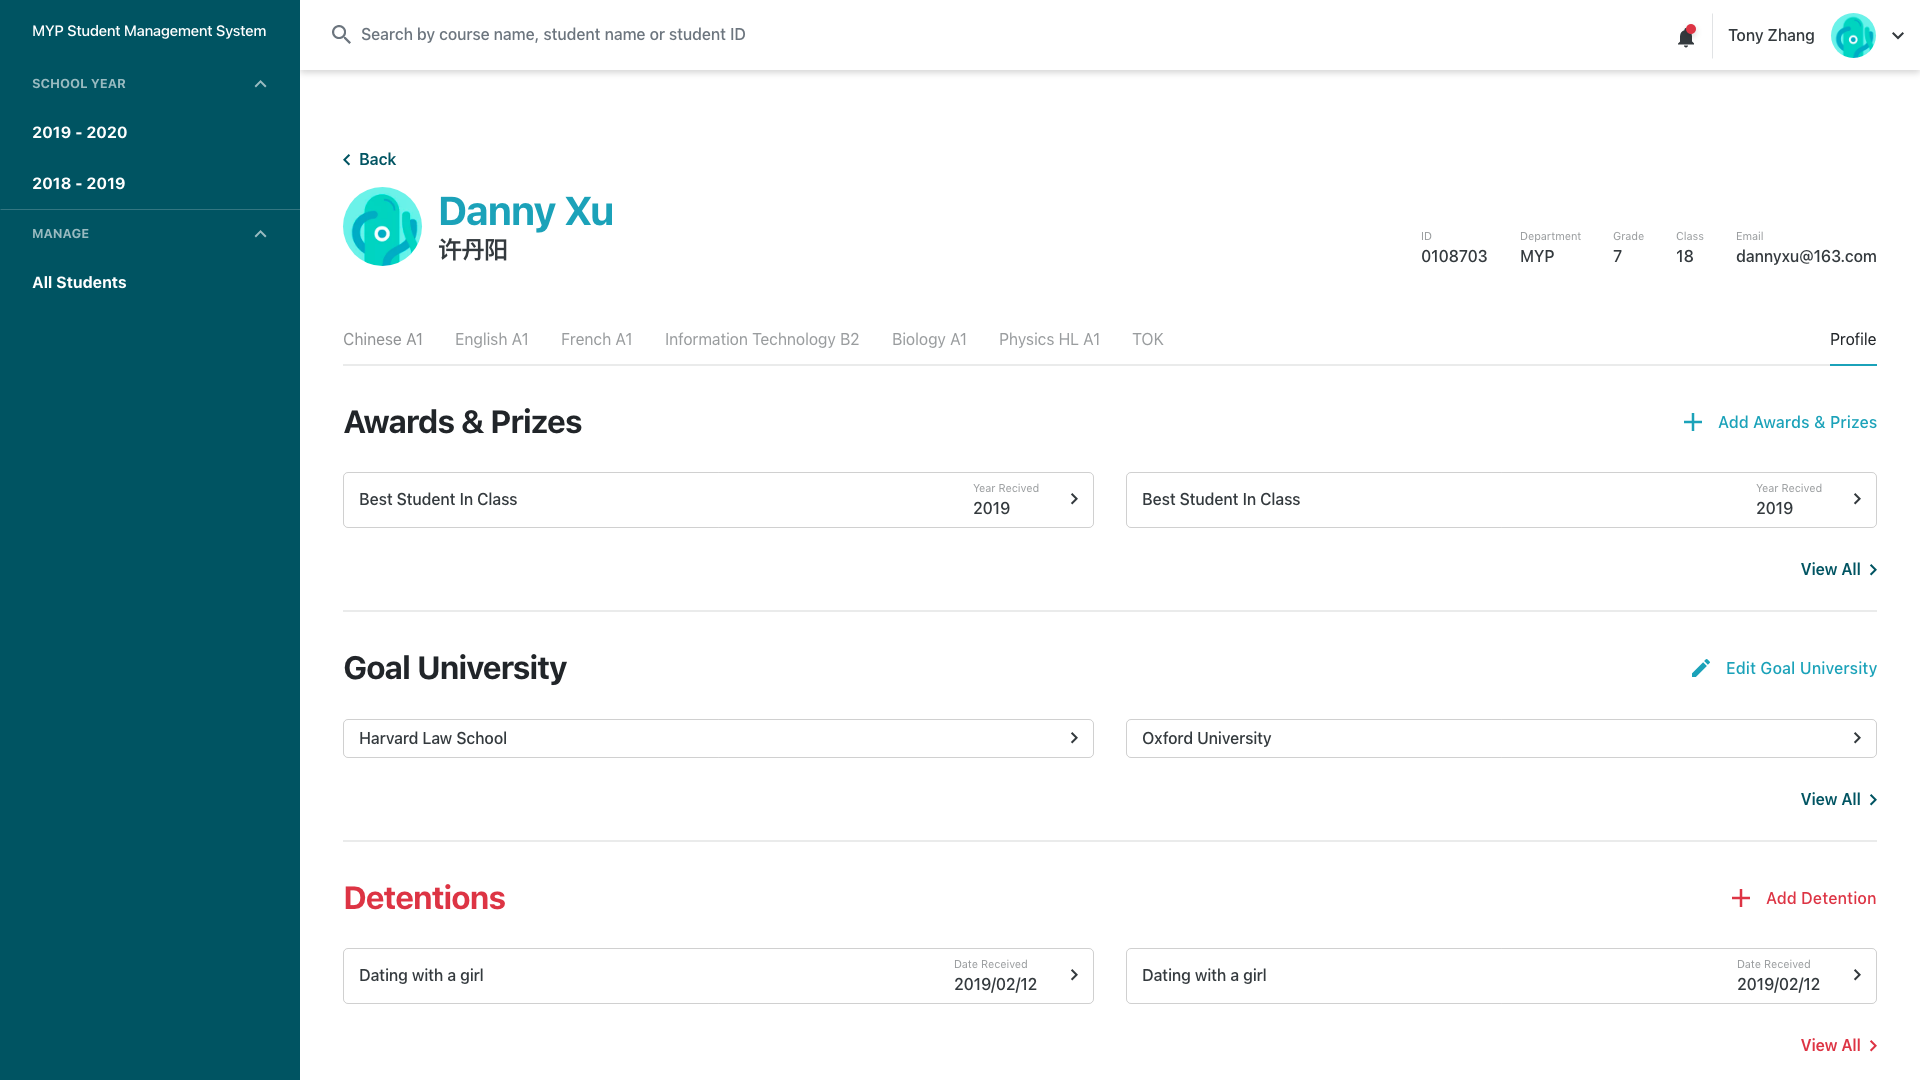 MYP Student Management System
SCHOOL YEAR
2019 - 2020
2018 - 2019
MANAGE
All Students
Search by course name, student name or student ID
Tony Zhang
Back
Danny Xu
许丹阳
ID
0108703
Department
MYP
Grade
7
Class
18
Email
dannyxu@163.com
Chinese A1
English A1
French A1
Information Technology B2
Biology A1
Physics HL A1
TOK
Profile
Awards & Prizes
Add Awards & Prizes
Best Student In Class
Year Recived
2019
Best Student In Class
Year Recived
2019
View All
Goal University
Edit Goal University
Harvard Law School
Oxford University
View All
Detentions
Add Detention
Dating with a girl
Date Received
2019/02/12
Dating with a girl
Date Received
2019/02/12
View All